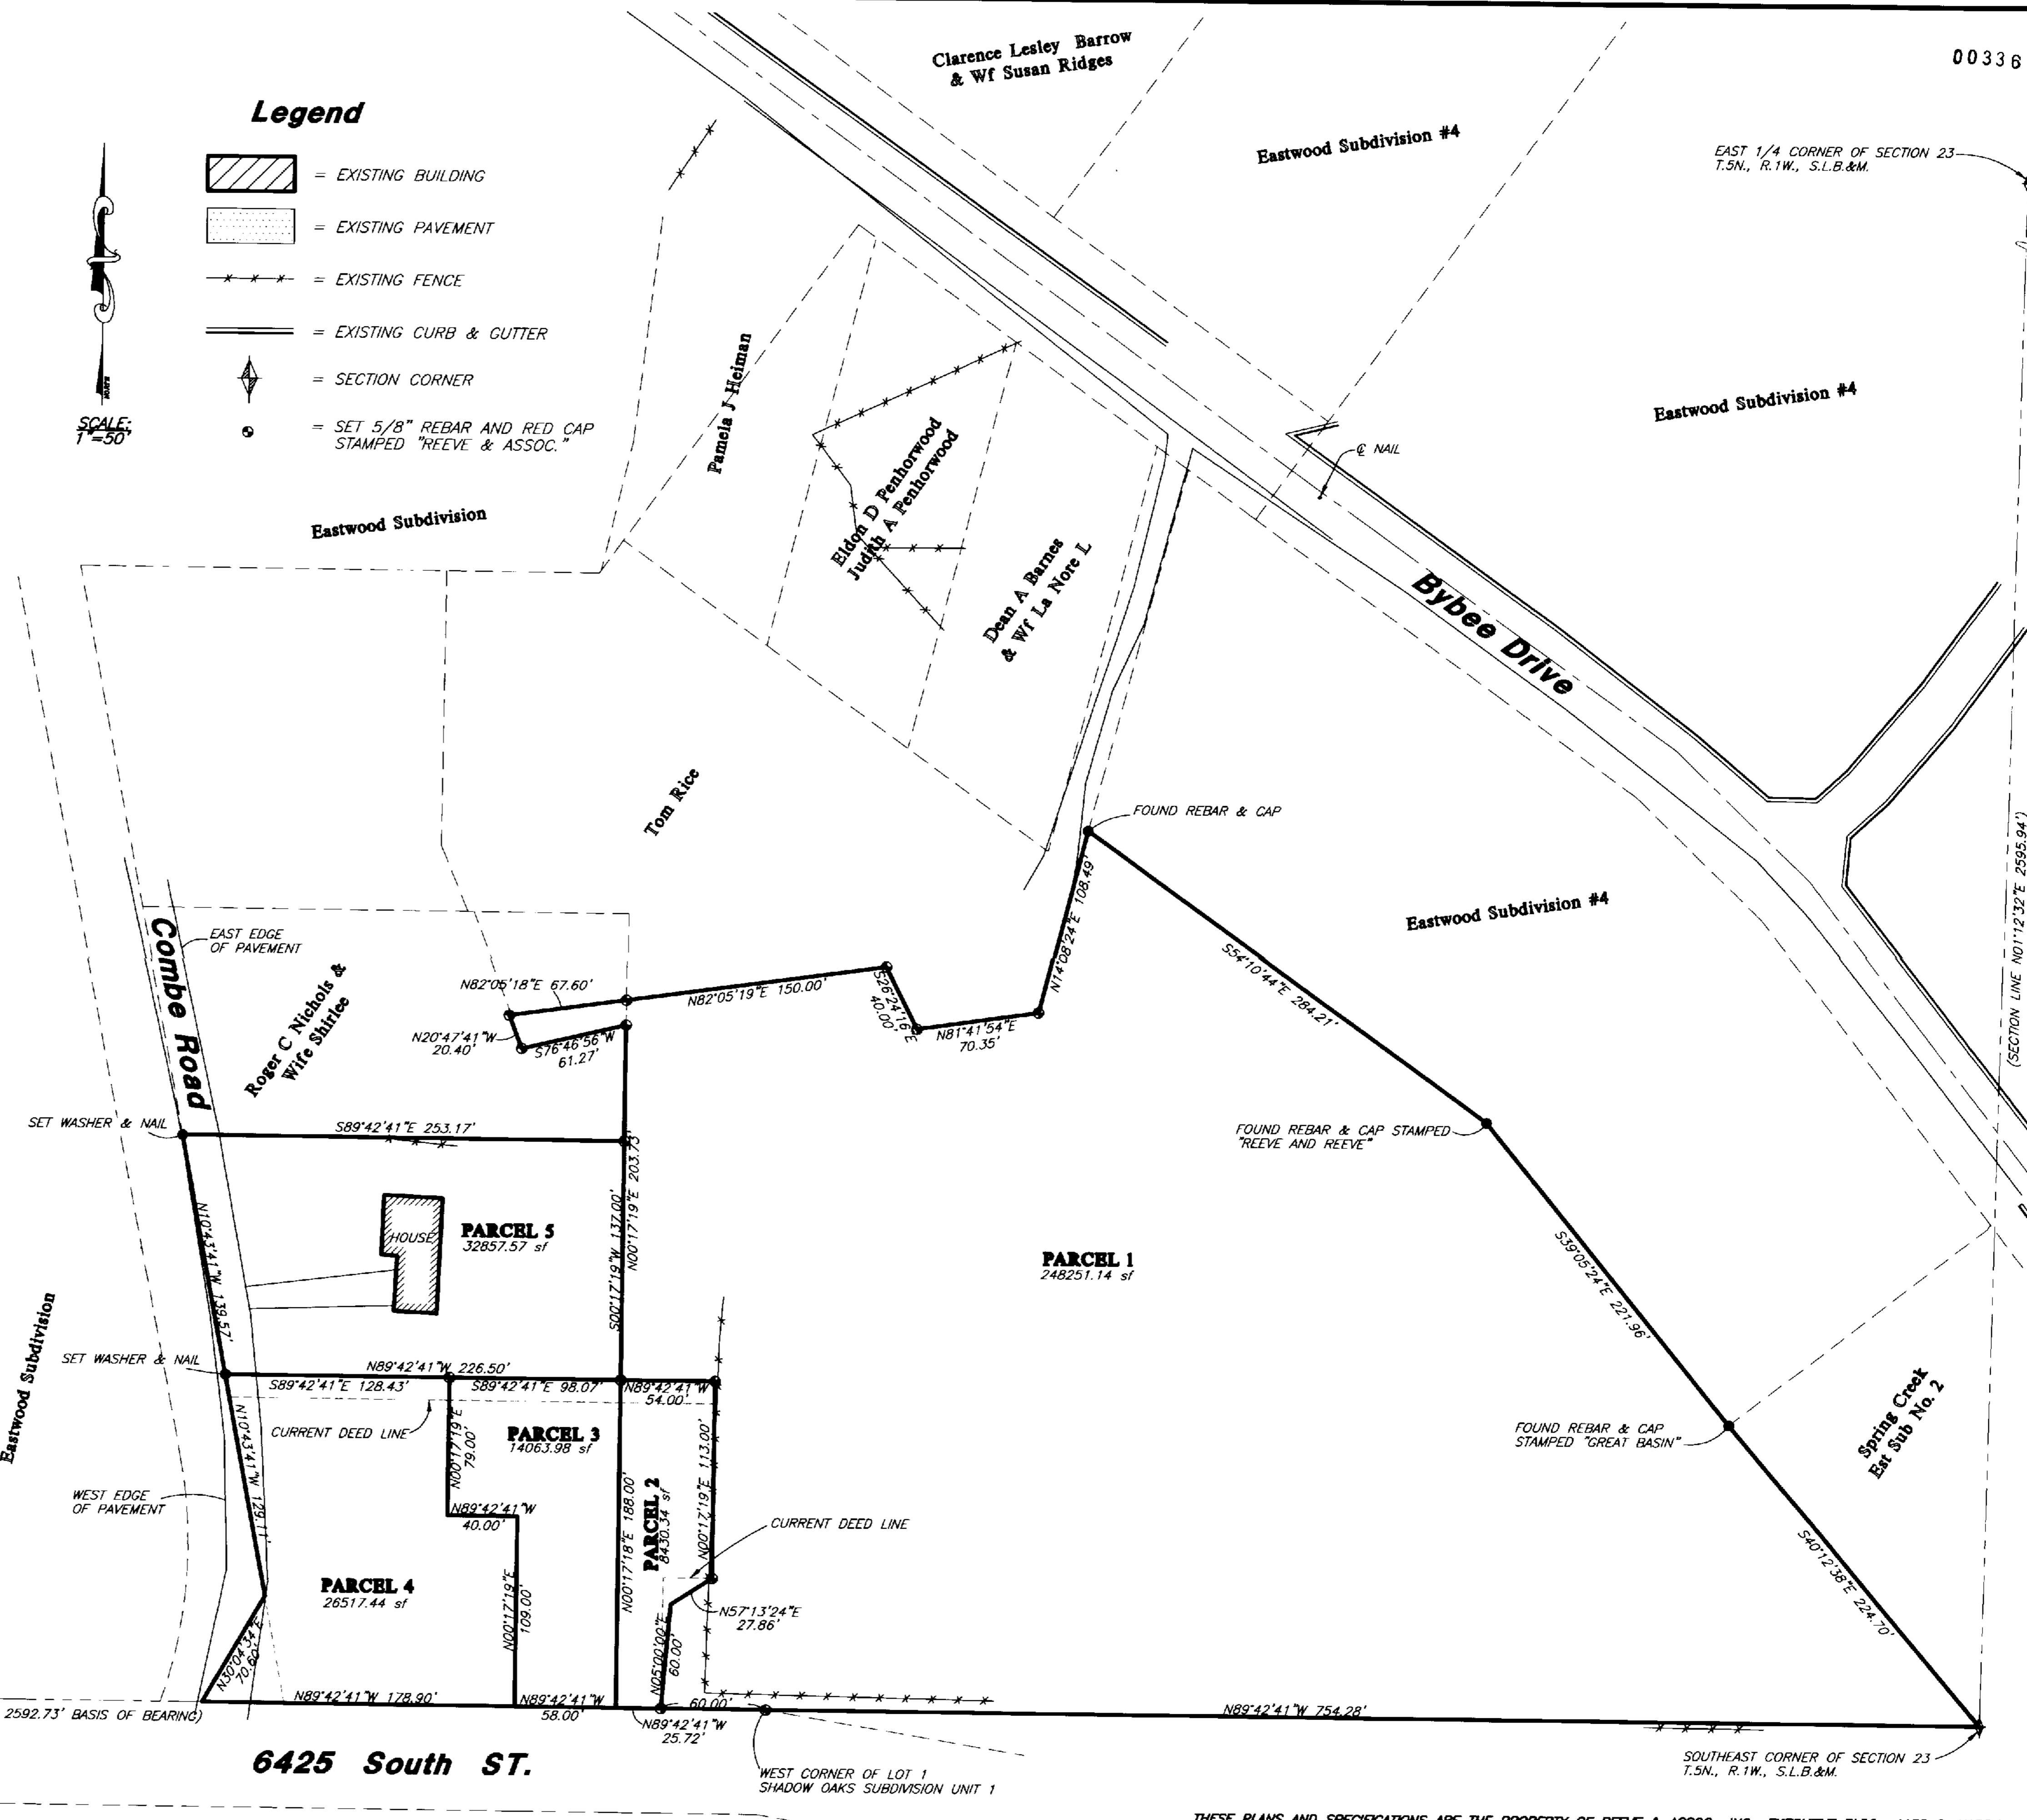 00336
Legend
= EXISTING BUILDING
= EXISTING PAVEMENT
= EXISTING FENCE
= EXISTING CURB & GUTTER
= SECTION CORNER
= SET 5/8" REBAR AND RED CAP
STAMPED "REEVE & ASSOC."
SCALE:
1"=50'
Clarence Lesley Barrow
& Wf Susan Ridges
Eastwood Subdivision #4
EAST 1/4 CORNER OF SECTION 23
T.5N., R.1W., S.L.B.&M.
Eastwood Subdivision #4
℄ NAIL
Pamela J Heiman
Eldon D Penhorwood
Judith A Penhorwood
Dean A Barnes
& Wf La Nore L
Eastwood Subdivision
Bybee Drive
Tom Rice
FOUND REBAR & CAP
(SECTION LINE N01°12'32"E 2595.94')
Eastwood Subdivision #4
Combe Road
EAST EDGE
OF PAVEMENT
Roger C Nichols &
Wife Shirlee
N82°05'18"E 67.60'
N82°05'19"E 150.00'
S26°24'16"E
40.00'
N81°41'54"E
70.35'
N14°08'24"E 108.49'
S54°10'44"E 284.21'
N20°47'41"W
20.40'
S76°46'56"W
61.27'
SET WASHER & NAIL
S89°42'41"E 253.17'
FOUND REBAR & CAP STAMPED
"REEVE AND REEVE"
N10°43'41"W 139.57'
HOUSE
PARCEL 5
32857.57 sf
S00°17'19"W 137.00'
N00°17'19"E 203.73'
PARCEL 1
248251.14 sf
S39°05'24"E 221.96'
Eastwood Subdivision
SET WASHER & NAIL
N89°42'41"W 226.50'
S89°42'41"E 128.43'
S89°42'41"E 98.07'
N89°42'41"W
54.00'
CURRENT DEED LINE
N10°43'41"W 129.11'
N00°17'19"E
79.00'
PARCEL 3
14063.98 sf
N00°17'19"E 113.00'
FOUND REBAR & CAP
STAMPED "GREAT BASIN"
Spring Creek
Est Sub No. 2
WEST EDGE
OF PAVEMENT
N89°42'41"W
40.00'
N00°17'18"E 188.00'
PARCEL 2
8430.34 sf
CURRENT DEED LINE
PARCEL 4
26517.44 sf
N00°17'19"E
109.00'
N57°13'24"E
27.86'
N05°00'00"E
60.00'
S40°12'38"E 224.70'
N30°04'34"E
70.60'
N89°42'41"W 178.90'
N89°42'41"W
58.00'
60.00'
N89°42'41"W
25.72'
N89°42'41"W 754.28'
2592.73' BASIS OF BEARING)
6425 South ST.
WEST CORNER OF LOT 1
SHADOW OAKS SUBDIVISION UNIT 1
SOUTHEAST CORNER OF SECTION 23
T.5N., R.1W., S.L.B.&M.
THESE PLANS AND SPECIFICATIONS ARE THE PROPERTY OF REEVE & ASSOC.